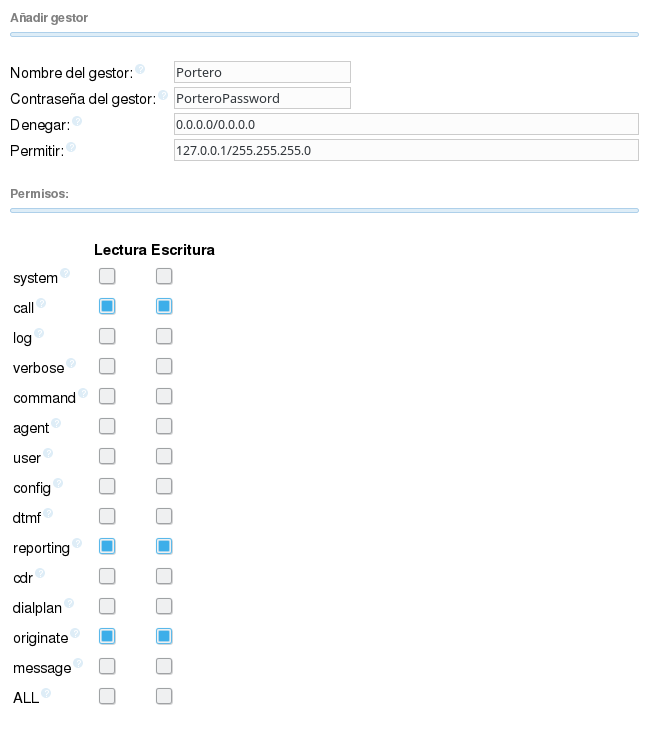 Añadir gestor
Nombre del gestor: ? Portero
Contraseña del gestor: ? PorteroPassword
Denegar: ? 0.0.0.0/0.0.0.0
Permitir: ? 127.0.0.1/255.255.255.0
Permisos:
Lectura Escritura
system ?
call ?
log ?
verbose ?
command ?
agent ?
user ?
config ?
dtmf ?
reporting ?
cdr ?
dialplan ?
originate ?
message ?
ALL ?